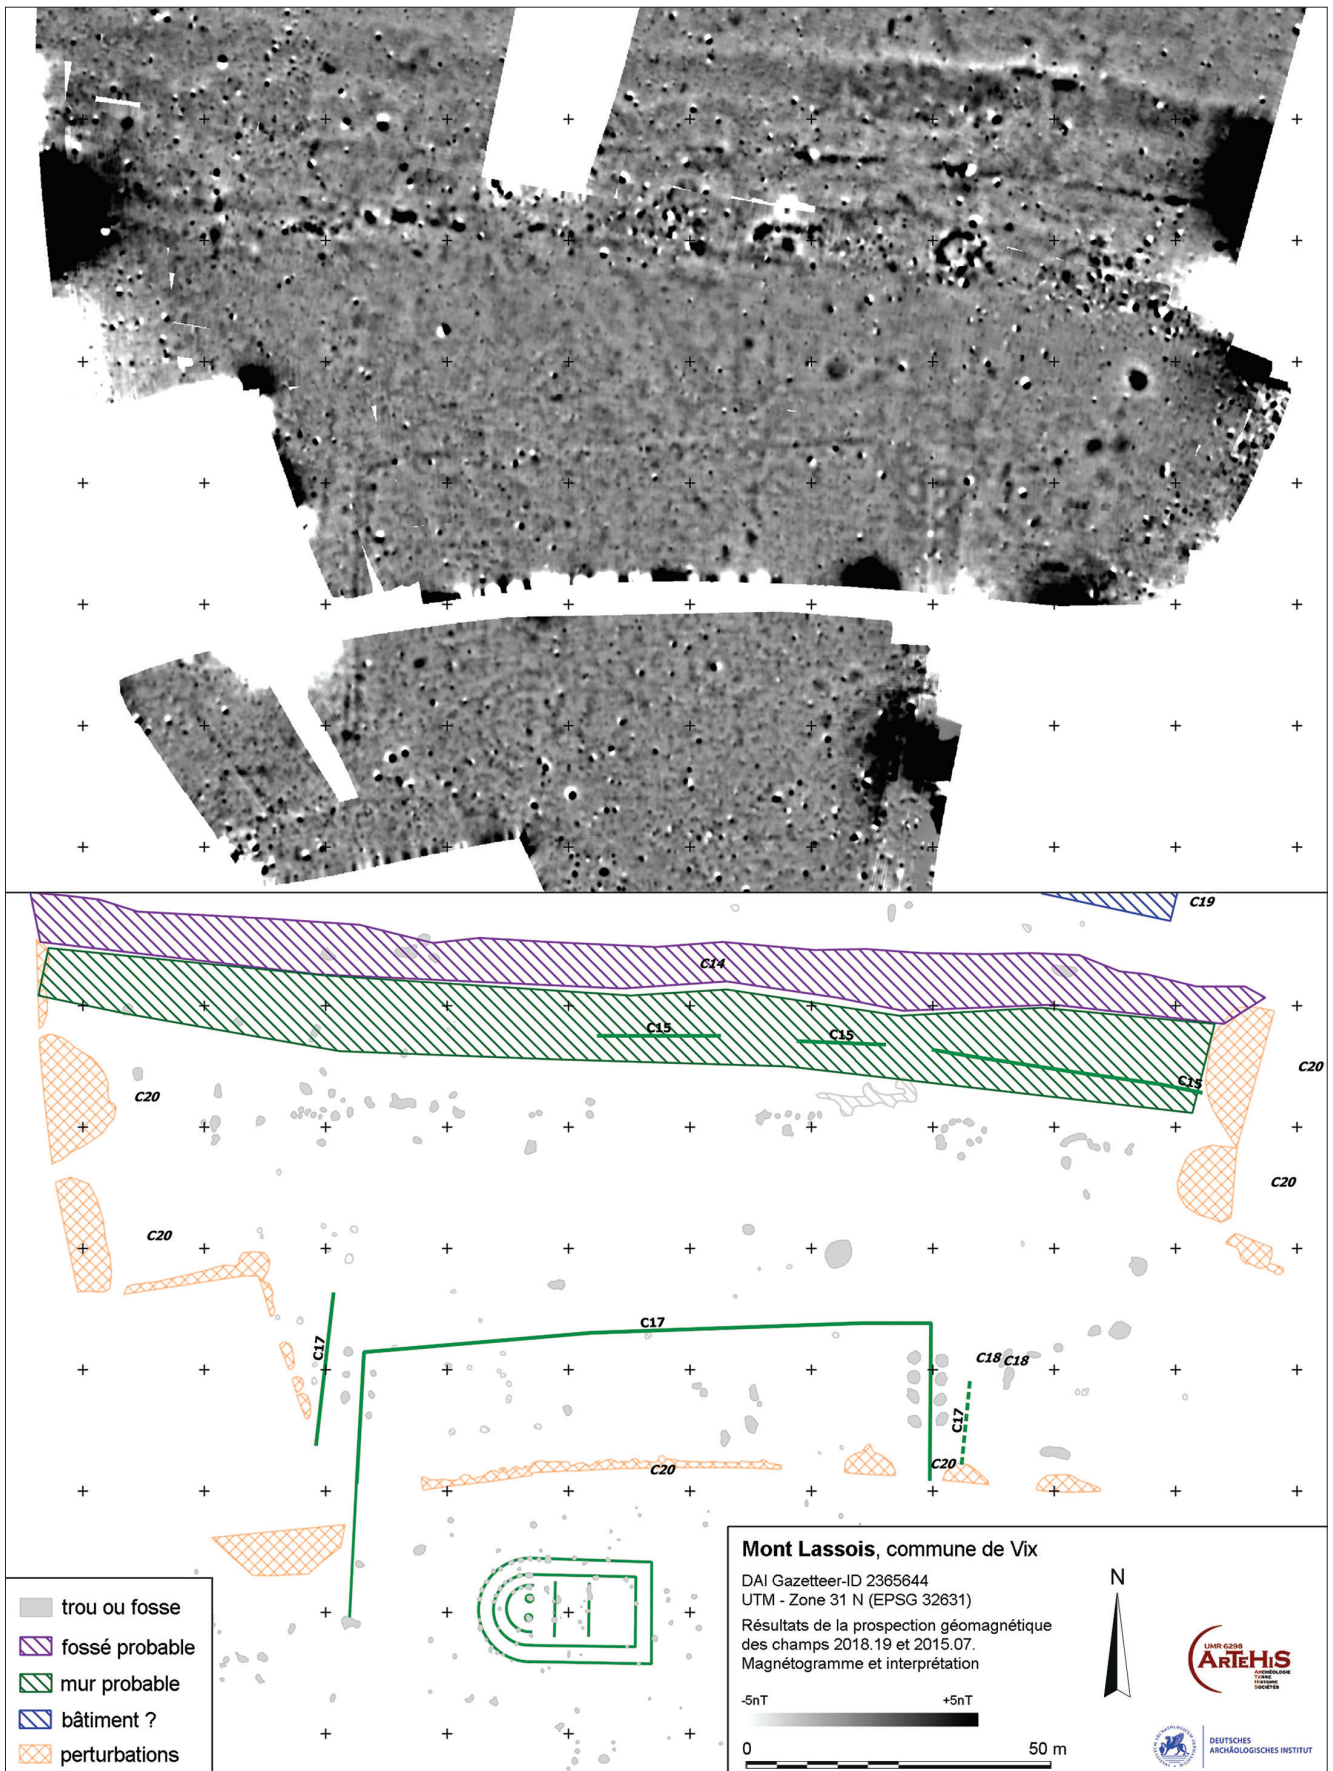 C19
C14
C15
C15
C15
C20
C20
C20
C20
C17
C17
C18 C18
C17
C20
C20
trou ou fosse
fossé probable
mur probable
bâtiment ?
perturbations
Mont Lassois, commune de Vix
DAI Gazetteer-ID 2365644
UTM - Zone 31 N (EPSG 32631)
Résultats de la prospection géomagnétique
des champs 2018.19 et 2015.07.
Magnétogramme et interprétation
-5nT +5nT
0 50 m
N
UMR 6298
ARTEHIS
ARCHÉOLOGIE
TERRE
HISTOIRE
SOCIÉTÉS
DEUTSCHES
ARCHÄOLOGISCHES INSTITUT